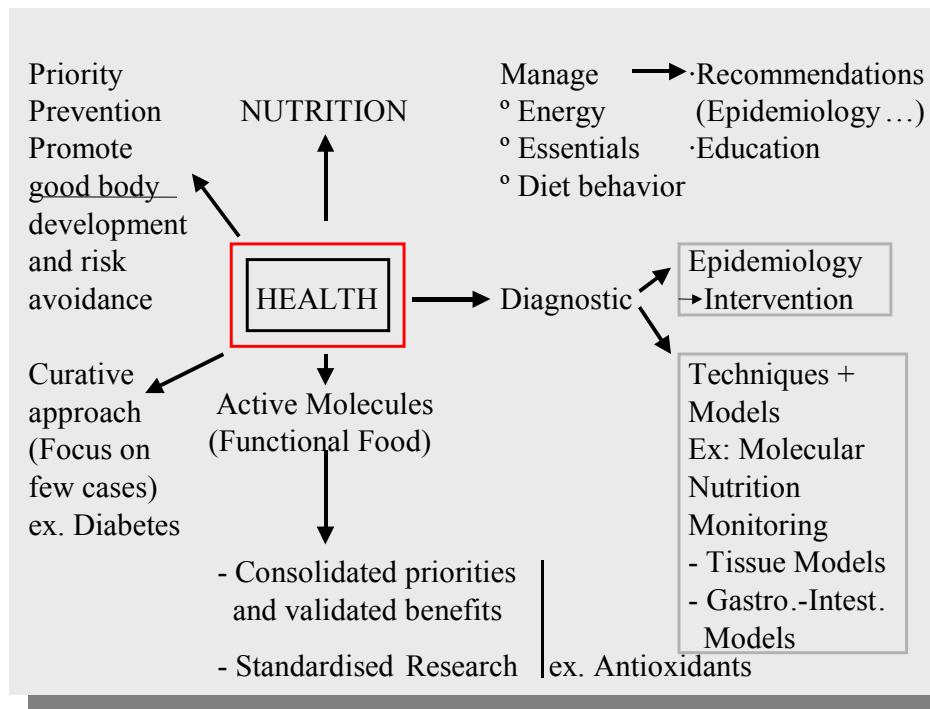 Priority
Prevention
Promote
good body
development
and risk
avoidance
NUTRITION
Manage
º Energy
º Essentials
º Diet behavior
·Recommendations
(Epidemiology…)
·Education
HEALTH
Diagnostic
Epidemiology
Intervention
Curative
approach
(Focus on
few cases)
ex. Diabetes
Active Molecules
(Functional Food)
Techniques +
Models
Ex: Molecular
Nutrition
Monitoring
- Tissue Models
- Gastro.-Intest.
Models
- Consolidated priorities
and validated benefits
- Standardised Research
ex. Antioxidants